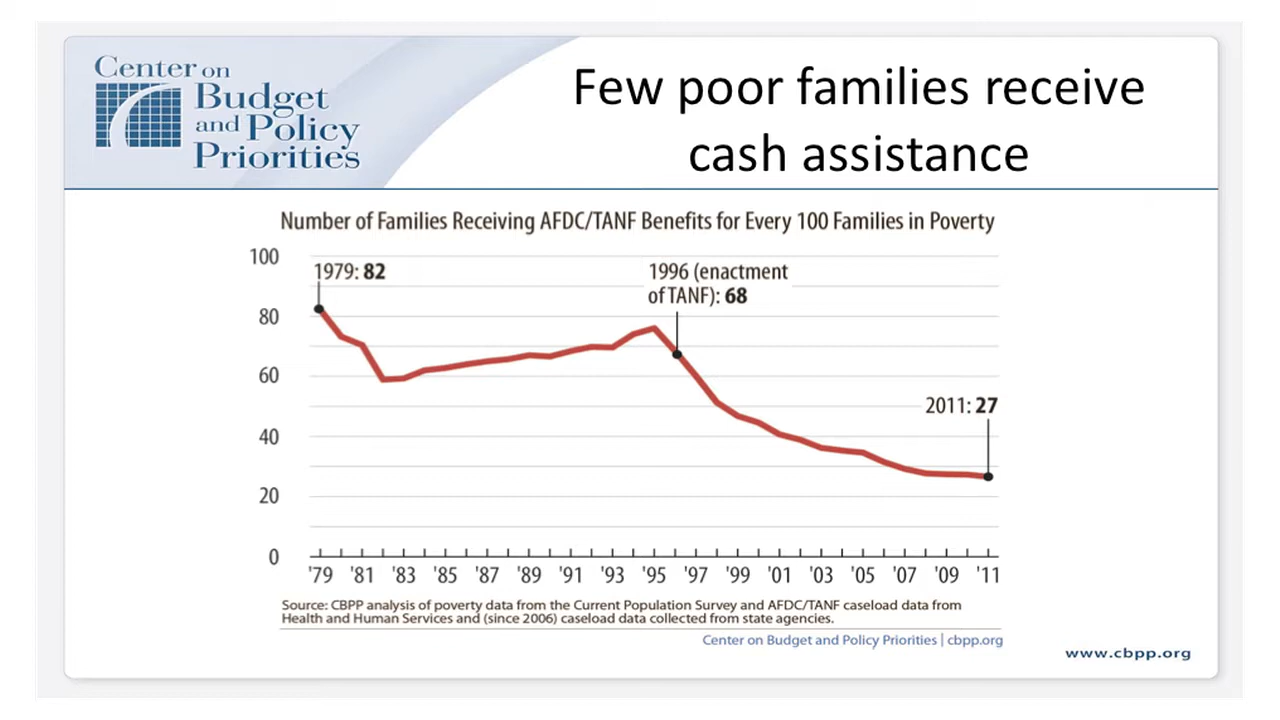 Center on
Budget
and Policy
Priorities
Few poor families receive
cash assistance
Number of Families Receiving AFDC/TANF Benefits for Every 100 Families in Poverty
100
80
60
40
20
0
1979: 82
1996 (enactment
of TANF): 68
2011: 27
'79 '81 '83 '85 '87 '89 '91 '93 '95 '97 '99 '01 '03 '05 '07 '09 '11
Source: CBPP analysis of poverty data from the Current Population Survey and AFDC/TANF caseload data from
Health and Human Services and (since 2006) caseload data collected from state agencies.
Center on Budget and Policy Priorities | cbpp.org
www.cbpp.org